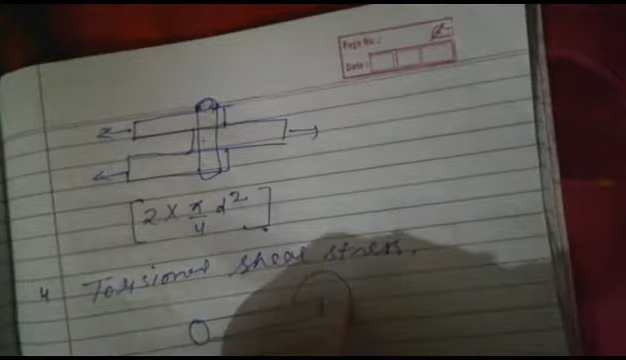 Page No.:
Date:
[2 × π/4 d²]
4 Torsional shear stress.